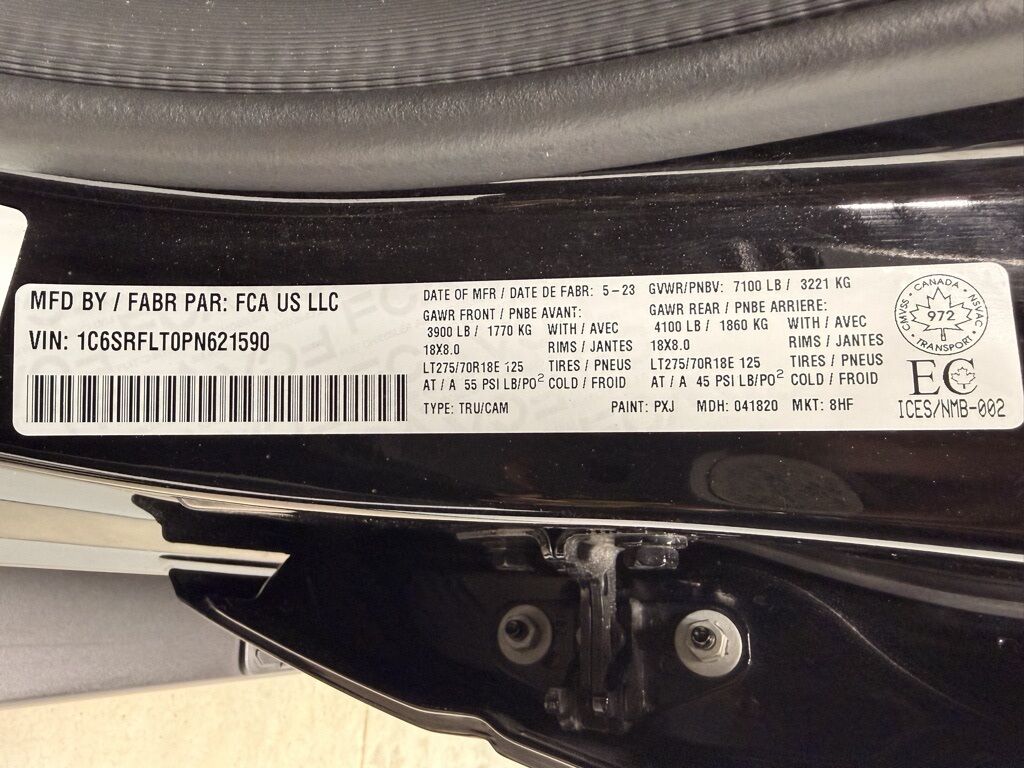 MFD BY / FABR PAR: FCA US LLC
VIN: 1C6SRFLT0PN621590
DATE OF MFR / DATE DE FABR: 5-23
GVWR/PNBV: 7100 LB / 3221 KG
GAWR FRONT / PNBE AVANT:
3900 LB / 1770 KG WITH / AVEC
18X8.0 RIMS / JANTES
LT275/70R18E 125 TIRES / PNEUS
AT / A 55 PSI LB/PO² COLD / FROID
GAWR REAR / PNBE ARRIERE:
4100 LB / 1860 KG WITH / AVEC
18X8.0 RIMS / JANTES
LT275/70R18E 125 TIRES / PNEUS
AT / A 45 PSI LB/PO² COLD / FROID
TYPE: TRU/CAM PAINT: PXJ MDH: 041820 MKT: 8HF
CANADA
CMVSS · NSVAC
972
TRANSPORT
EC
ICES/NMB-002